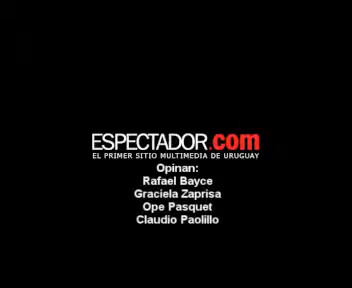 ESPECTADOR.com
EL PRIMER SITIO MULTIMEDIA DE URUGUAY
Opinan:
Rafael Bayce
Graciela Zaprisa
Ope Pasquet
Claudio Paolillo